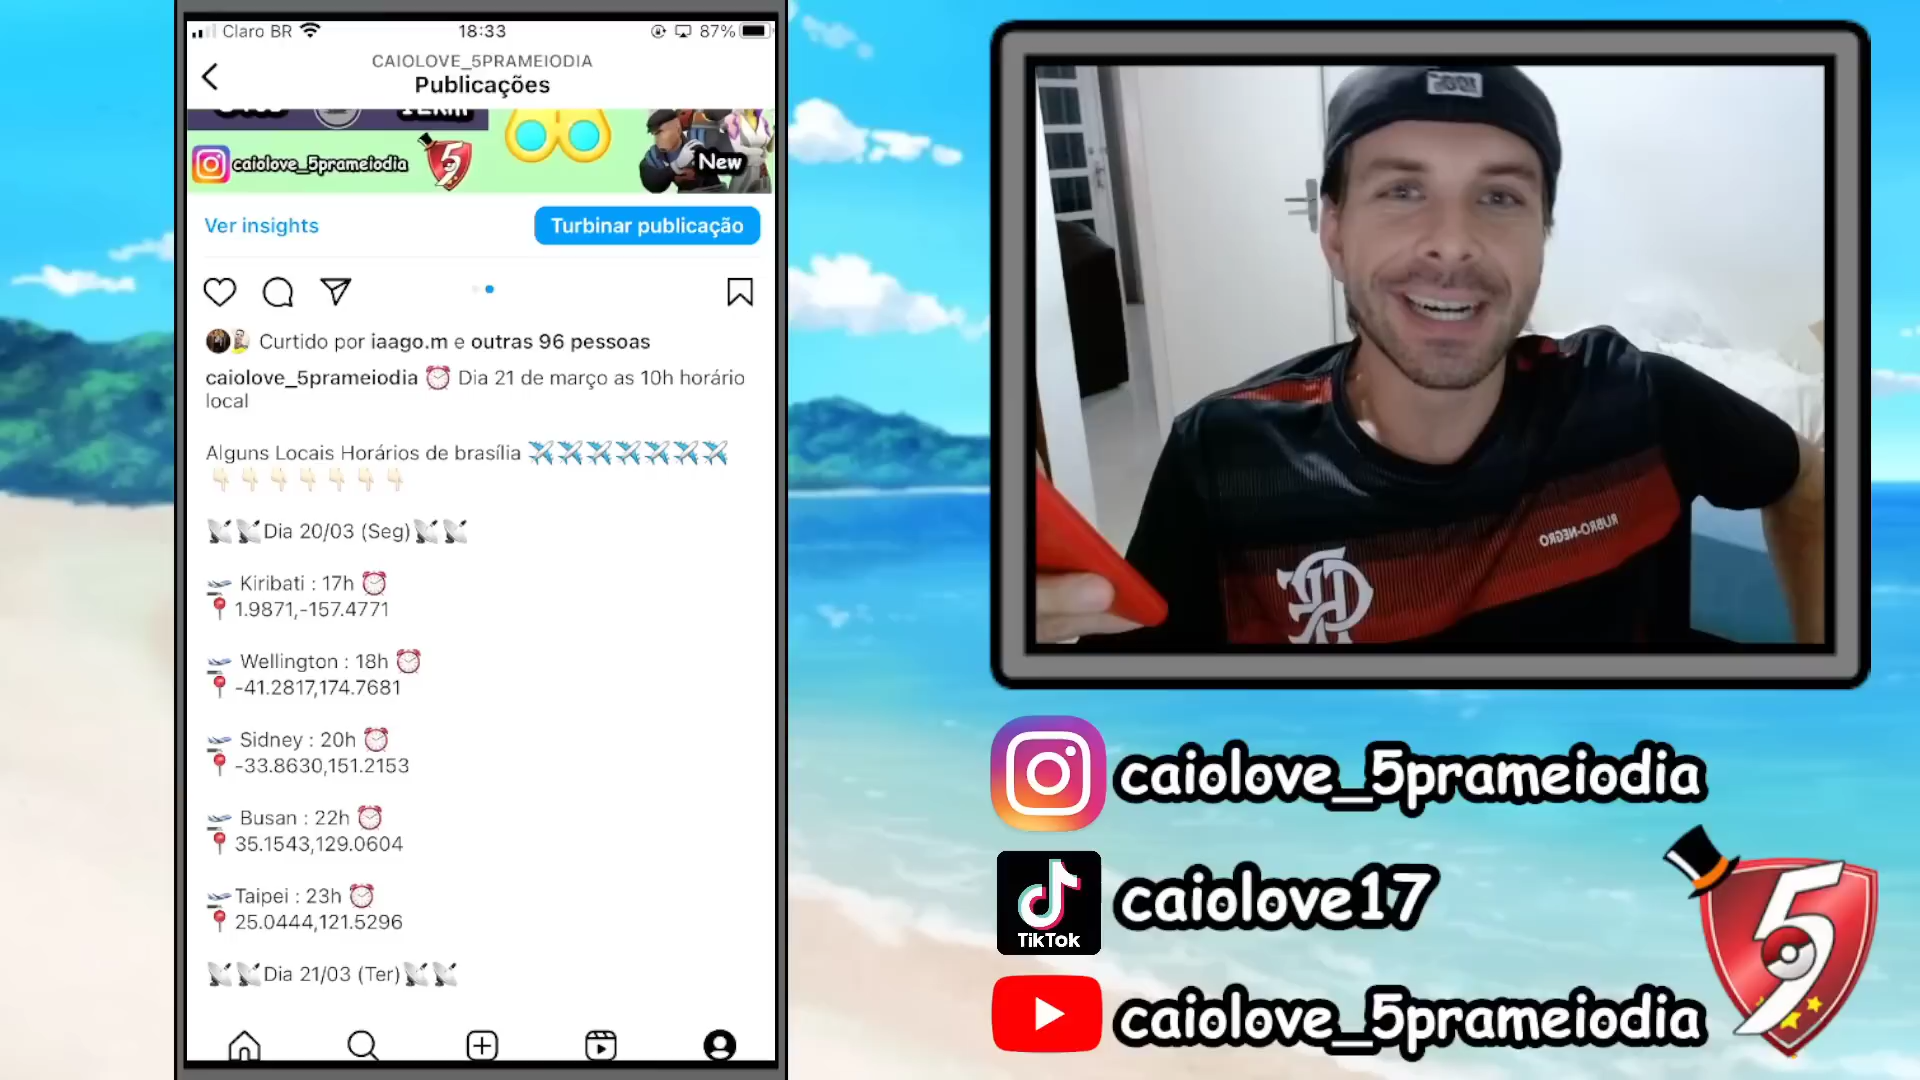 Claro BR
18:33
87%
CAIOLOVE_5PRAMEIODIA
Publicações
caiolove_5prameiodia
5
New
Ver insights
Turbinar publicação
Curtido por iaago.m e outras 96 pessoas
caiolove_5prameiodia ⏰ Dia 21 de março as 10h horário
local
Alguns Locais Horários de brasília ✈️✈️✈️✈️✈️✈️✈️
👇🏻👇🏻👇🏻👇🏻👇🏻👇🏻👇🏻
📡📡Dia 20/03 (Seg)📡📡
🛫 Kiribati : 17h ⏰
📍1.9871,-157.4771
🛫 Wellington : 18h ⏰
📍-41.2817,174.7681
🛫 Sidney : 20h ⏰
📍-33.8630,151.2153
🛫 Busan : 22h ⏰
📍35.1543,129.0604
🛫Taipei : 23h ⏰
📍25.0444,121.5296
📡📡Dia 21/03 (Ter)📡📡
RUBRO-NEGRO
caiolove_5prameiodia
TikTok
caiolove17
caiolove_5prameiodia
5